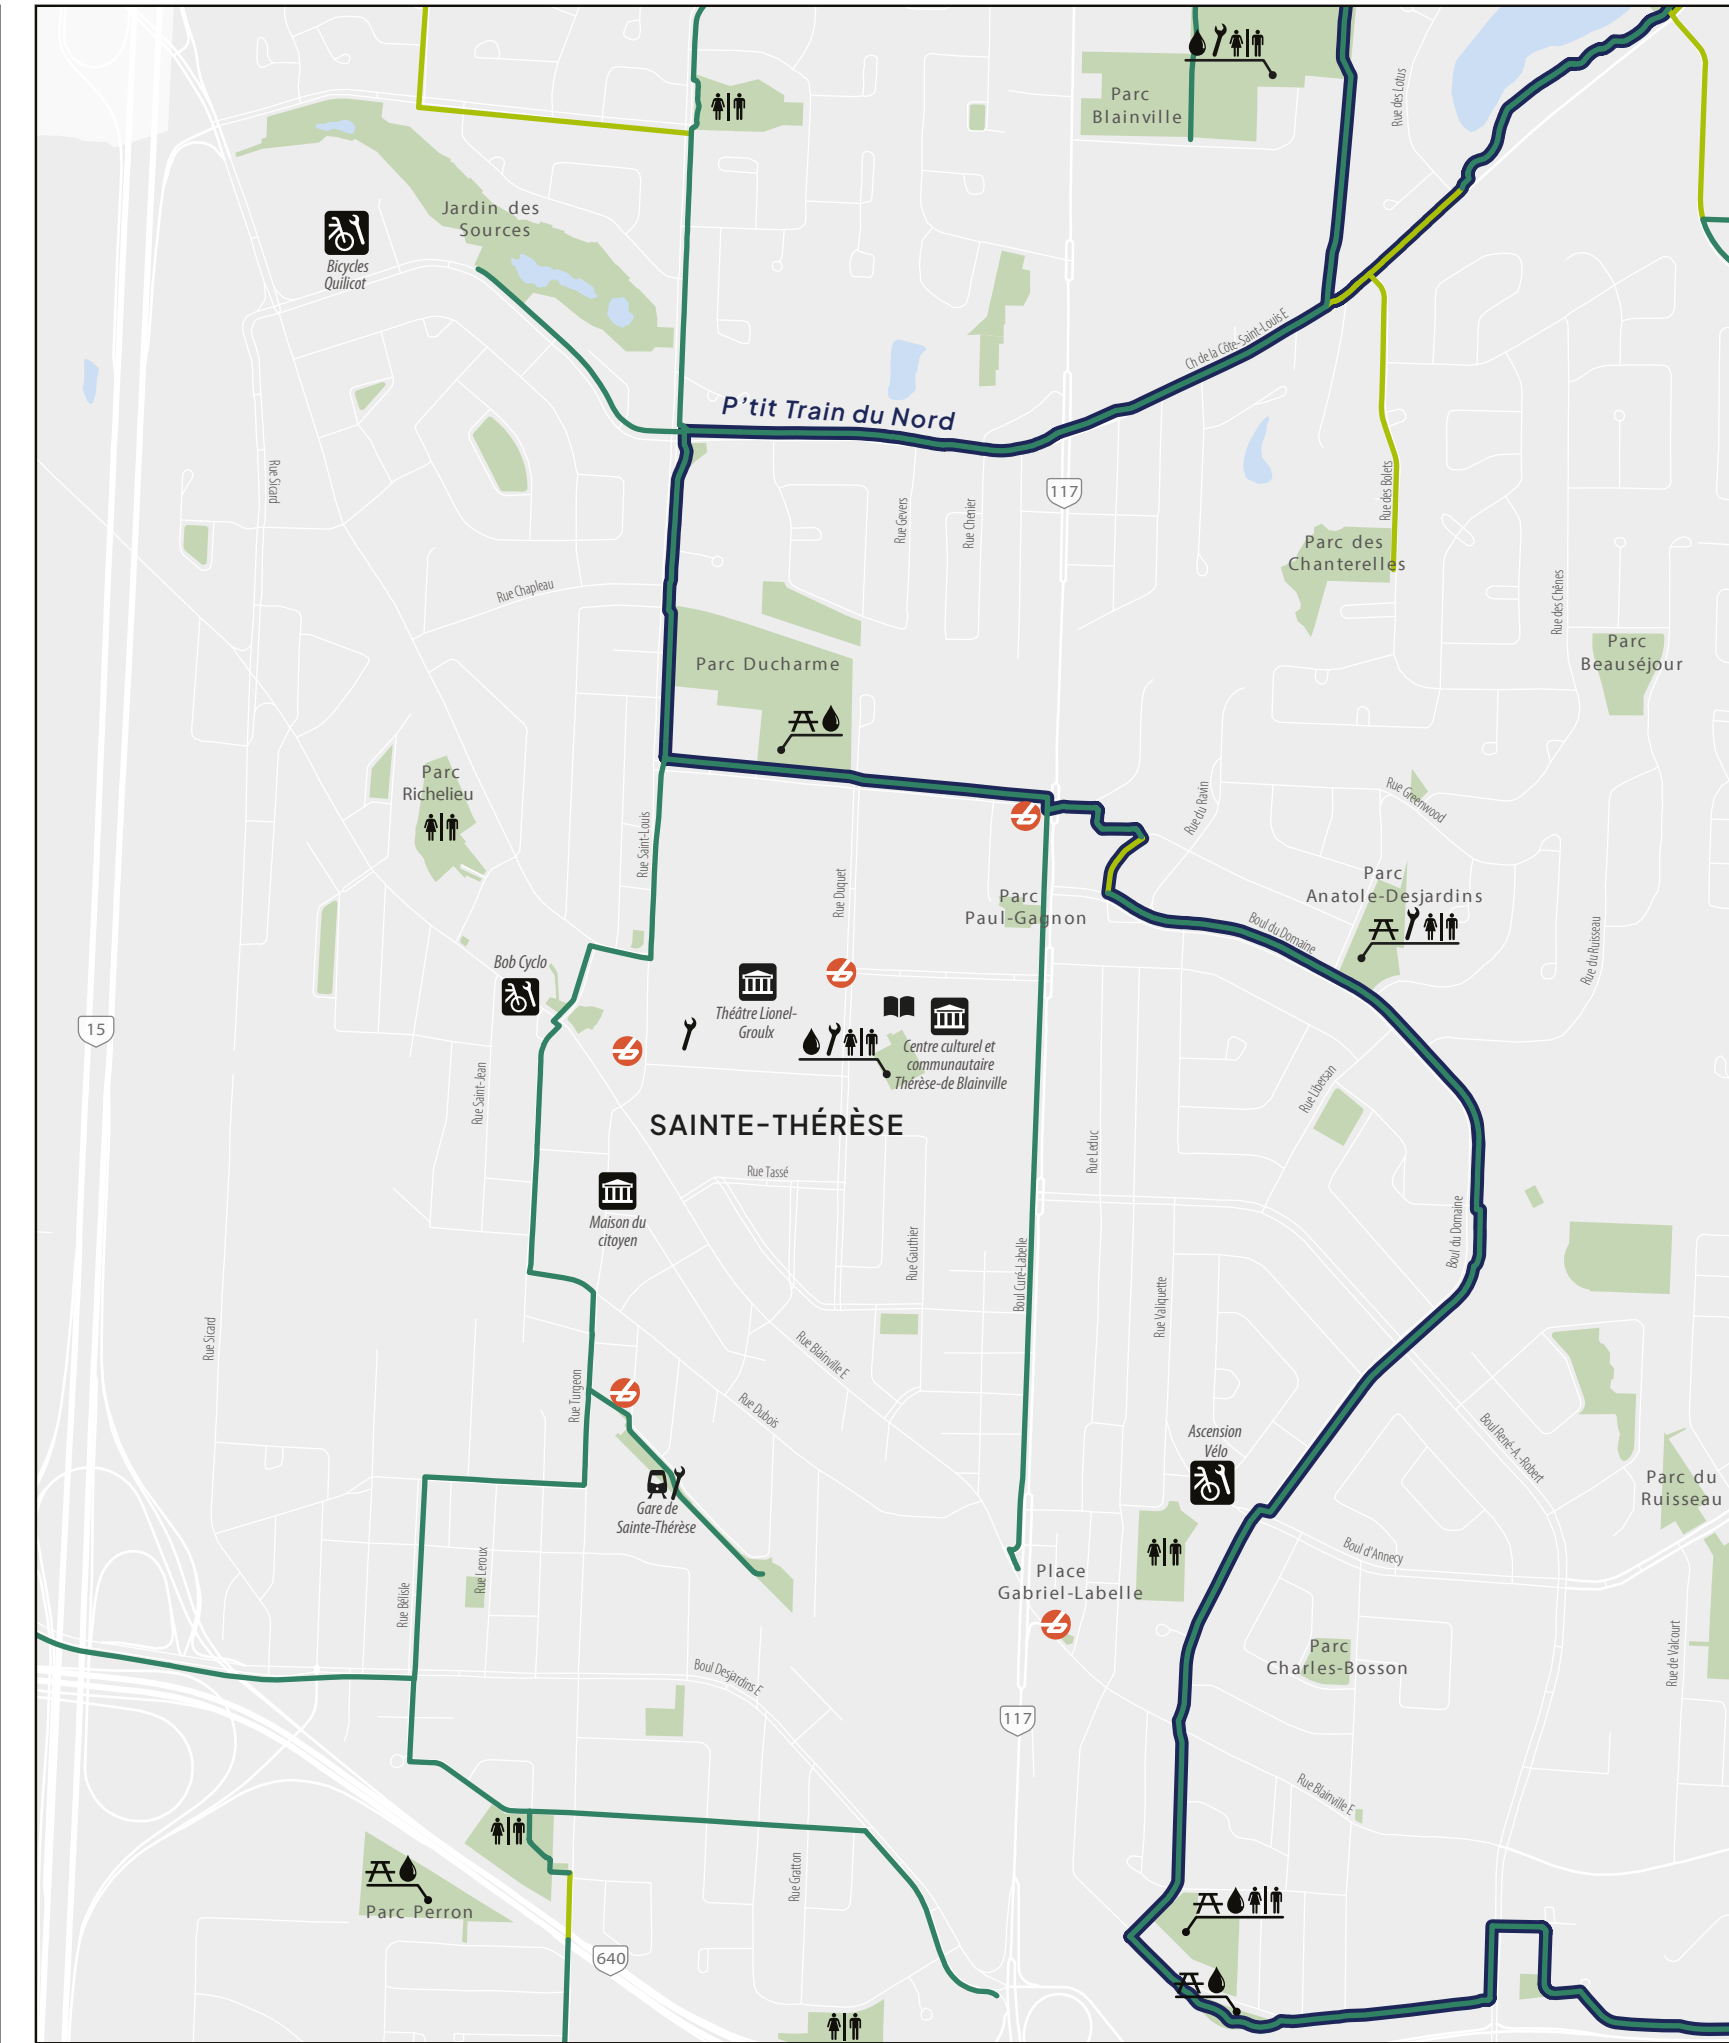 Parc
Blainville
Rue des Lotus
Jardin des
Sources
Bicycles
Quilicot
Ch de la Côte-Saint-Louis E
P'tit Train du Nord
Rue Sicard
117
Rue Gevers
Rue Chenier
Rue des Bolets
Parc des
Chanterelles
Rue Chapleau
Rue des Chênes
Parc
Beauséjour
Parc Ducharme
Parc
Richelieu
Rue Saint-Louis
Rue du Ravin
Rue Greenwood
Rue Duquet
Parc
Paul-Gagnon
Parc
Anatole-Desjardins
Boul du Domaine
Rue du Ruisseau
Bob Cyclo
15
Théâtre Lionel-
Groulx
Centre culturel et
communautaire
Thérèse-de Blainville
Rue Saint-Jean
Rue Libersan
SAINTE-THÉRÈSE
Rue Leduc
Rue Tassé
Maison du
citoyen
Rue Gauthier
Boul Curé-Labelle
Boul du Domaine
Rue Valiquette
Rue Sicard
Rue Blainville E
Rue Turgeon
Rue Dubois
Ascension
Vélo
Boul René-A.-Robert
Parc du
Ruisseau
Gare de
Sainte-Thérèse
Boul d'Annecy
Rue Leroux
Rue Bélisle
Place
Gabriel-Labelle
Parc
Charles-Bosson
Rue de Valcourt
Boul Desjardins E
117
Rue Blainville E
Rue Gratton
Parc Perron
640